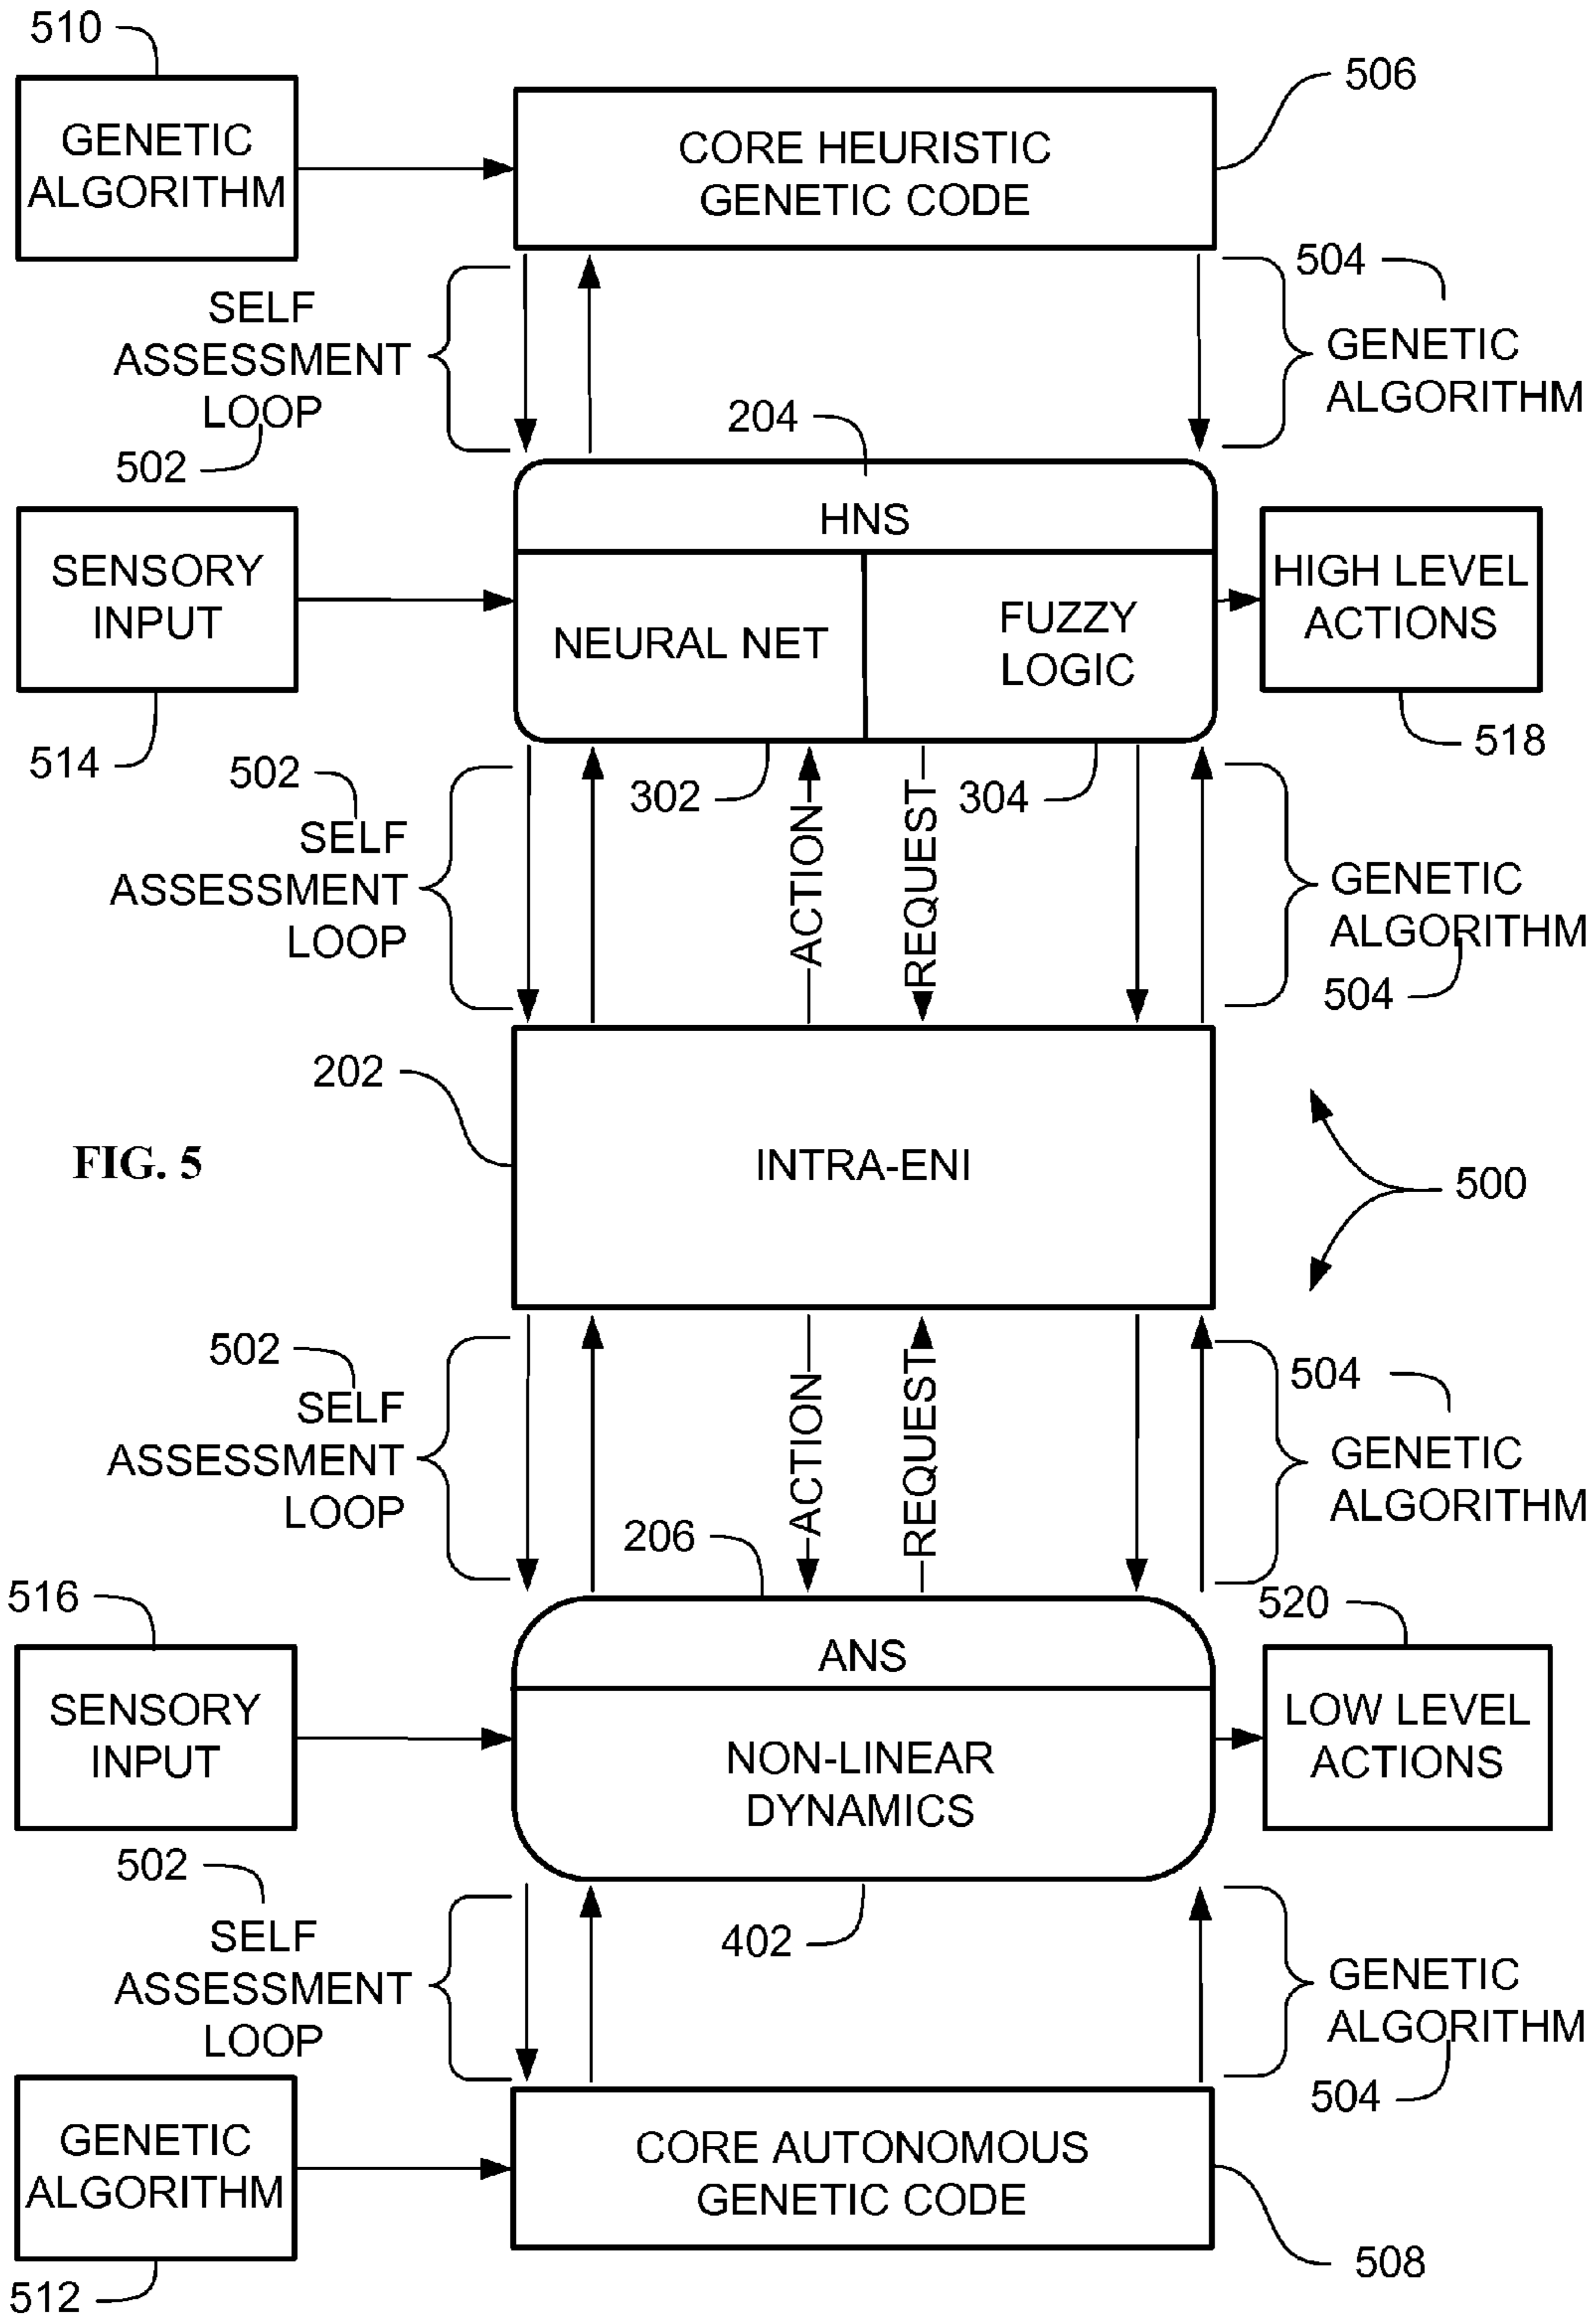 510
GENETIC
ALGORITHM
CORE HEURISTIC
GENETIC CODE
506
SELF
ASSESSMENT
LOOP
502
504
GENETIC
ALGORITHM
204
HNS
NEURAL NET
FUZZY
LOGIC
SENSORY
INPUT
514
HIGH LEVEL
ACTIONS
518
502
SELF
ASSESSMENT
LOOP
302
ACTION
REQUEST
304
GENETIC
ALGORITHM
504
202
INTRA-ENI
FIG. 5
500
502
SELF
ASSESSMENT
LOOP
ACTION
REQUEST
504
GENETIC
ALGORITHM
206
516
SENSORY
INPUT
ANS
NON-LINEAR
DYNAMICS
520
LOW LEVEL
ACTIONS
502
SELF
ASSESSMENT
LOOP
402
GENETIC
ALGORITHM
504
GENETIC
ALGORITHM
512
CORE AUTONOMOUS
GENETIC CODE
508